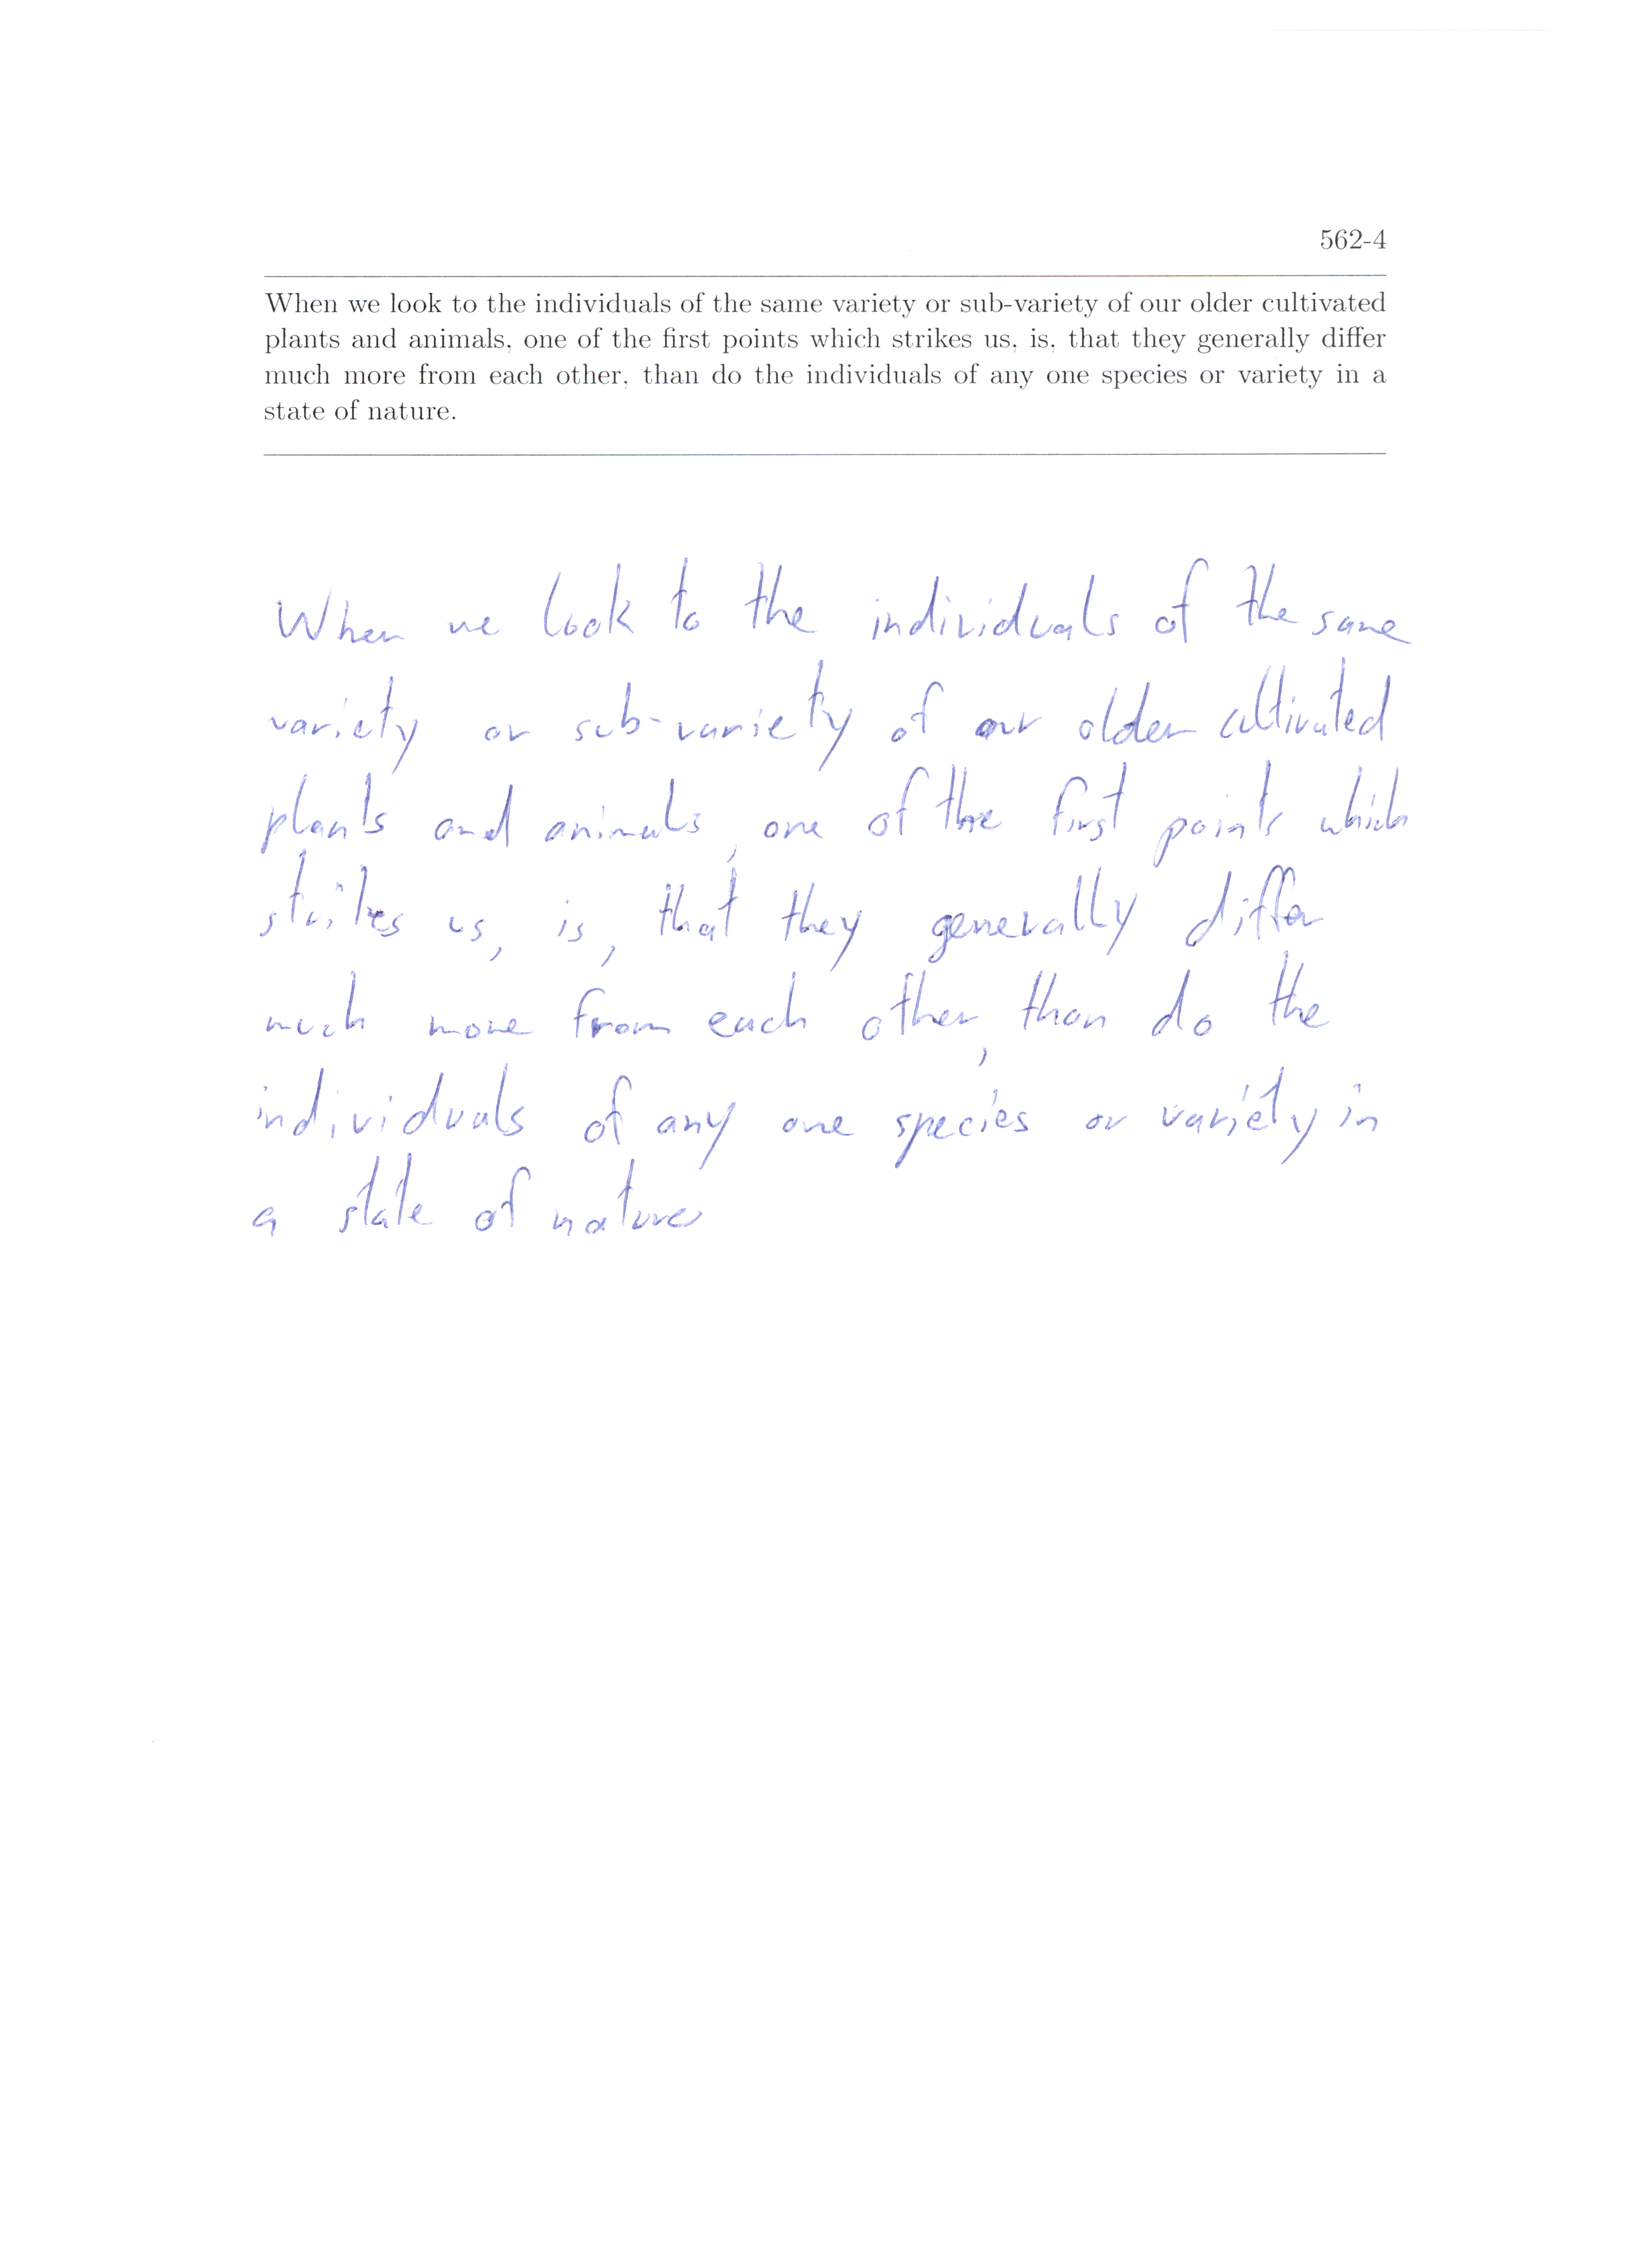 562-4
When we look to the individuals of the same variety or sub-variety of our older cultivated
plants and animals, one of the first points which strikes us, is, that they generally differ
much more from each other, than do the individuals of any one species or variety in a
state of nature.
When we look to the individuals of the same
variety or sub-variety of our older cultivated
plants and animals, one of the first points which
strikes us, is, that they generally differ
much more from each other, than do the
individuals of any one species or variety in
a state of nature